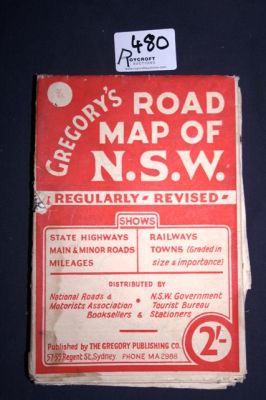 480
ROYCROFT
AUCTIONS
GREGORY'S
ROAD
MAP OF
N.S.W.
REGULARLY - REVISED -
SHOWS
STATE HIGHWAYS
MAIN & MINOR ROADS
MILEAGES
RAILWAYS
TOWNS (Graded in
size & importance)
DISTRIBUTED BY
National Roads &
Motorists Association
Booksellers &
N.S.W. Government
Tourist Bureau
Stationers
2/-
Published by THE GREGORY PUBLISHING CO.
Regent St, Sydney. PHONE MA2988